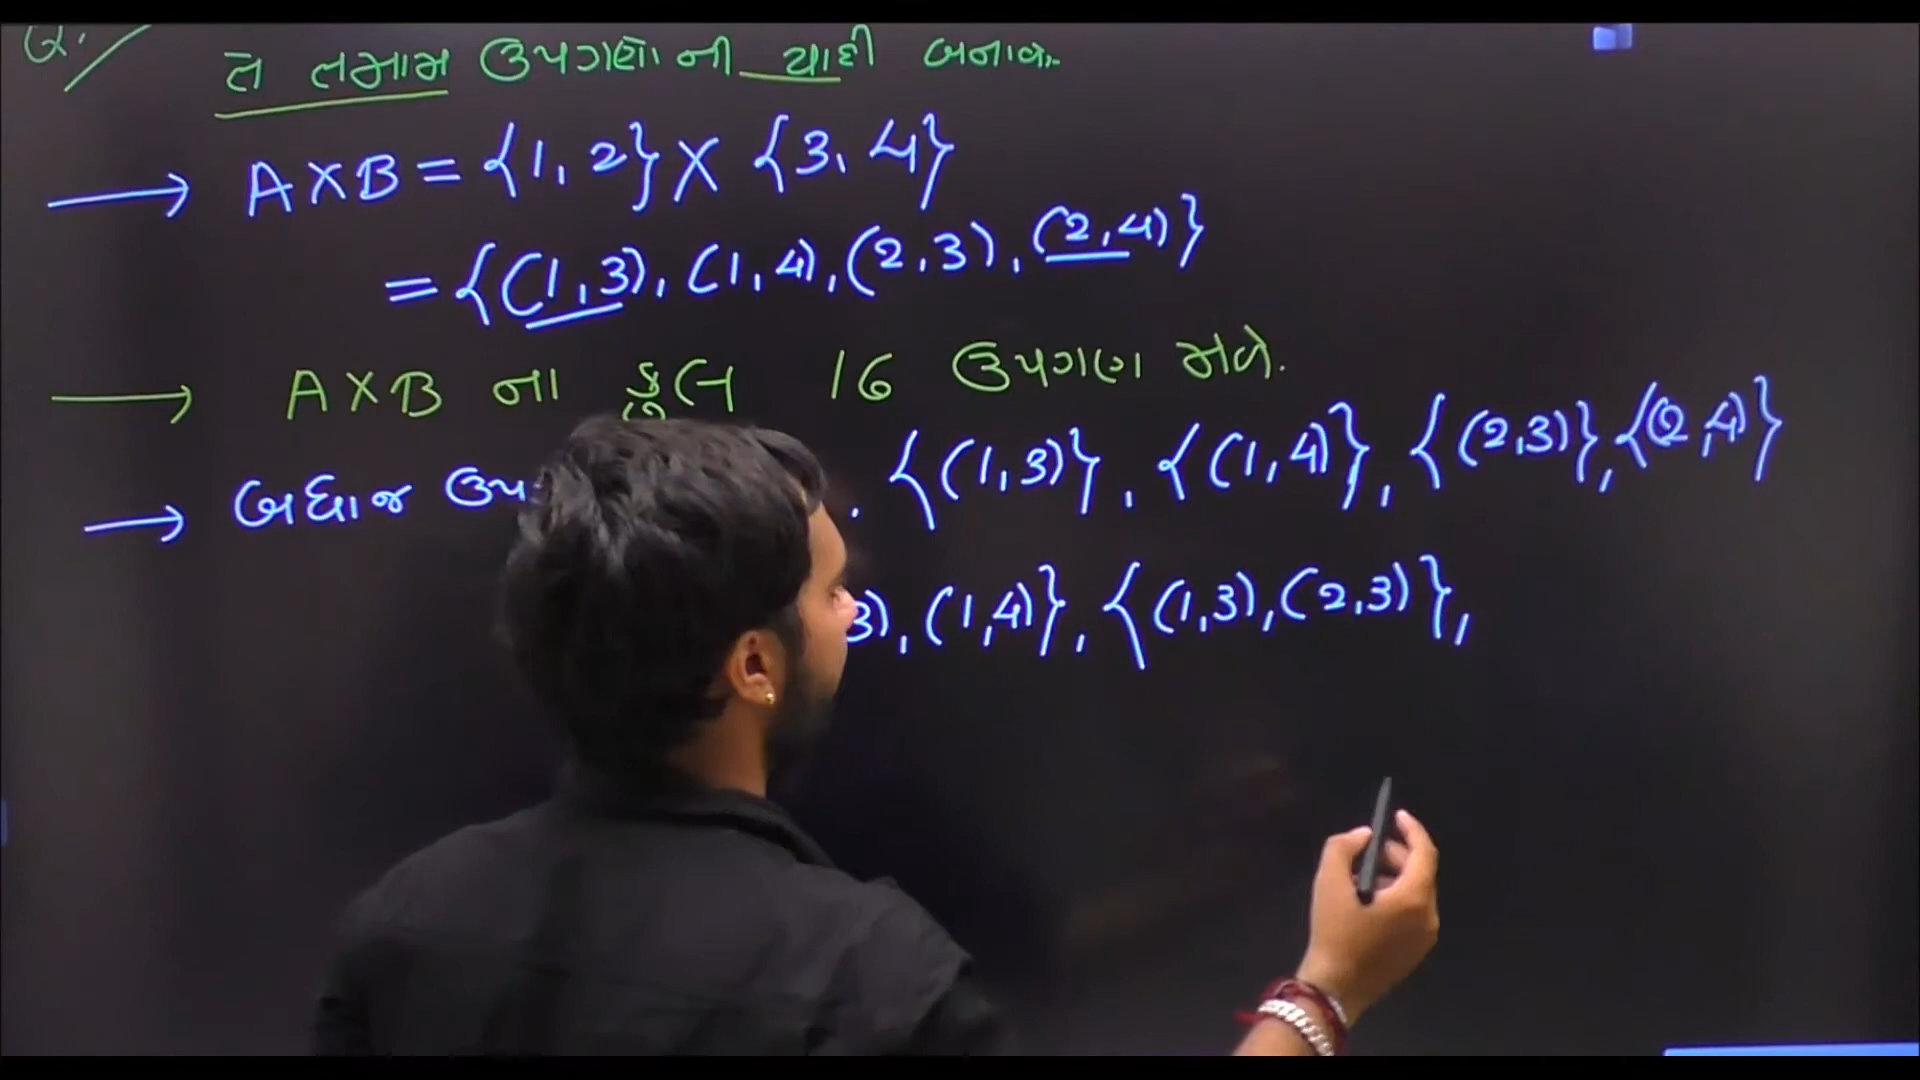 Q.
તે તમામ ઉપગણોની યાદી બનાવો.
→ A×B = {1, 2} × {3, 4}
= {(1,3), (1,4), (2,3), (2,4)}
→ A×B ના કુલ 16 ઉપગણ મળે.
→ બધાજ ઉપ . {(1,3)}, {(1,4)}, {(2,3)}, {(2,4)}
3), (1,4)}, {(1,3), (2,3)},